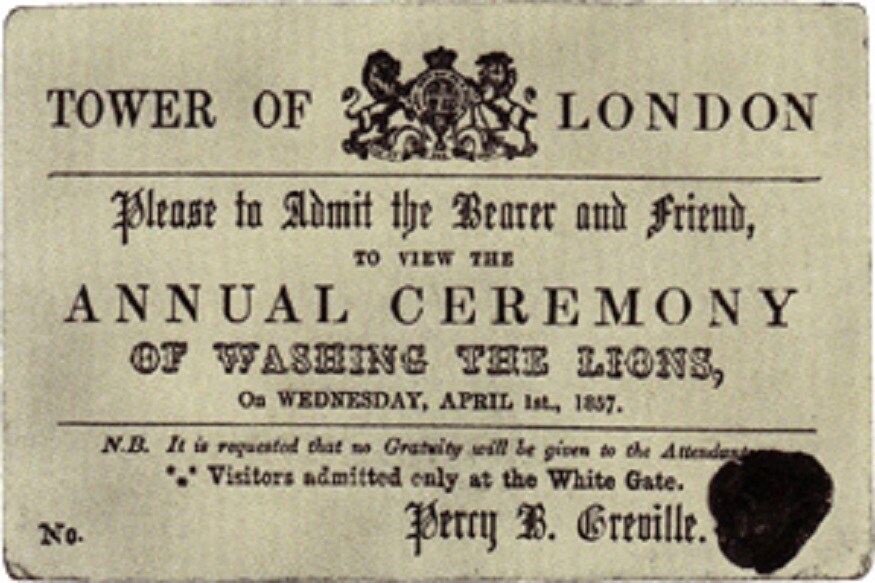 TOWER OF LONDON
Please to Admit the Bearer and Friend,
TO VIEW THE
ANNUAL CEREMONY
OF WASHING THE LIONS,
On WEDNESDAY, APRIL 1st., 1857.
N.B. It is requested that no Gratuity will be given to the Attendants
*⁎* Visitors admitted only at the White Gate.
Percy B. Greville.
No.